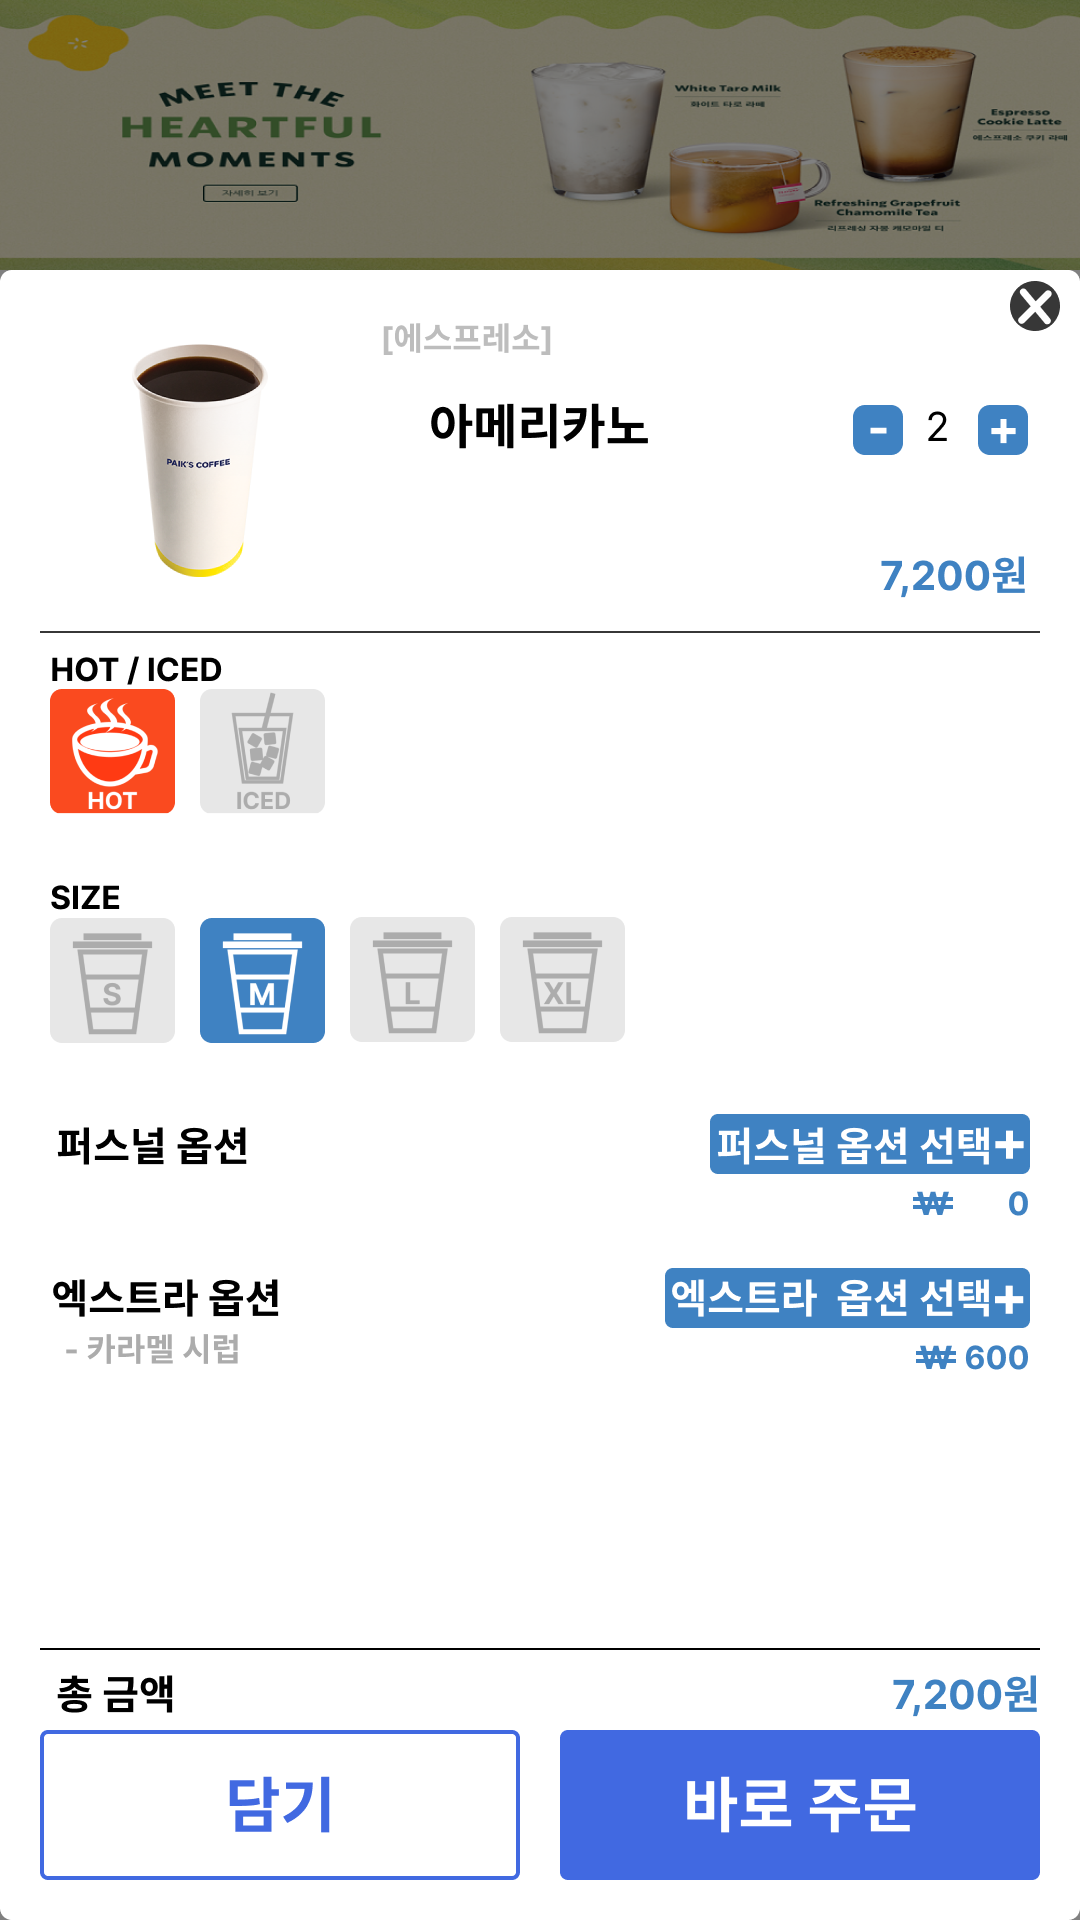 MEET THE
HEARTFUL
MOMENTS
자세히 보기
White Taro Milk
화이트 타로 라떼
Espresso
Cookie Latte
에스프레소 쿠키 라떼
Refreshing Grapefruit
Chamomile Tea
리프레싱 자몽 캐모마일 티
[에스프레소]
아메리카노
- 2 +
PAIK'S COFFEE
7,200원
HOT / ICED
HOT ICED
SIZE
S M L XL
퍼스널 옵션 퍼스널 옵션 선택+
₩ 0
엑스트라 옵션 엑스트라 옵션 선택+
- 카라멜 시럽 ₩ 600
총 금액 7,200원
담기 바로 주문